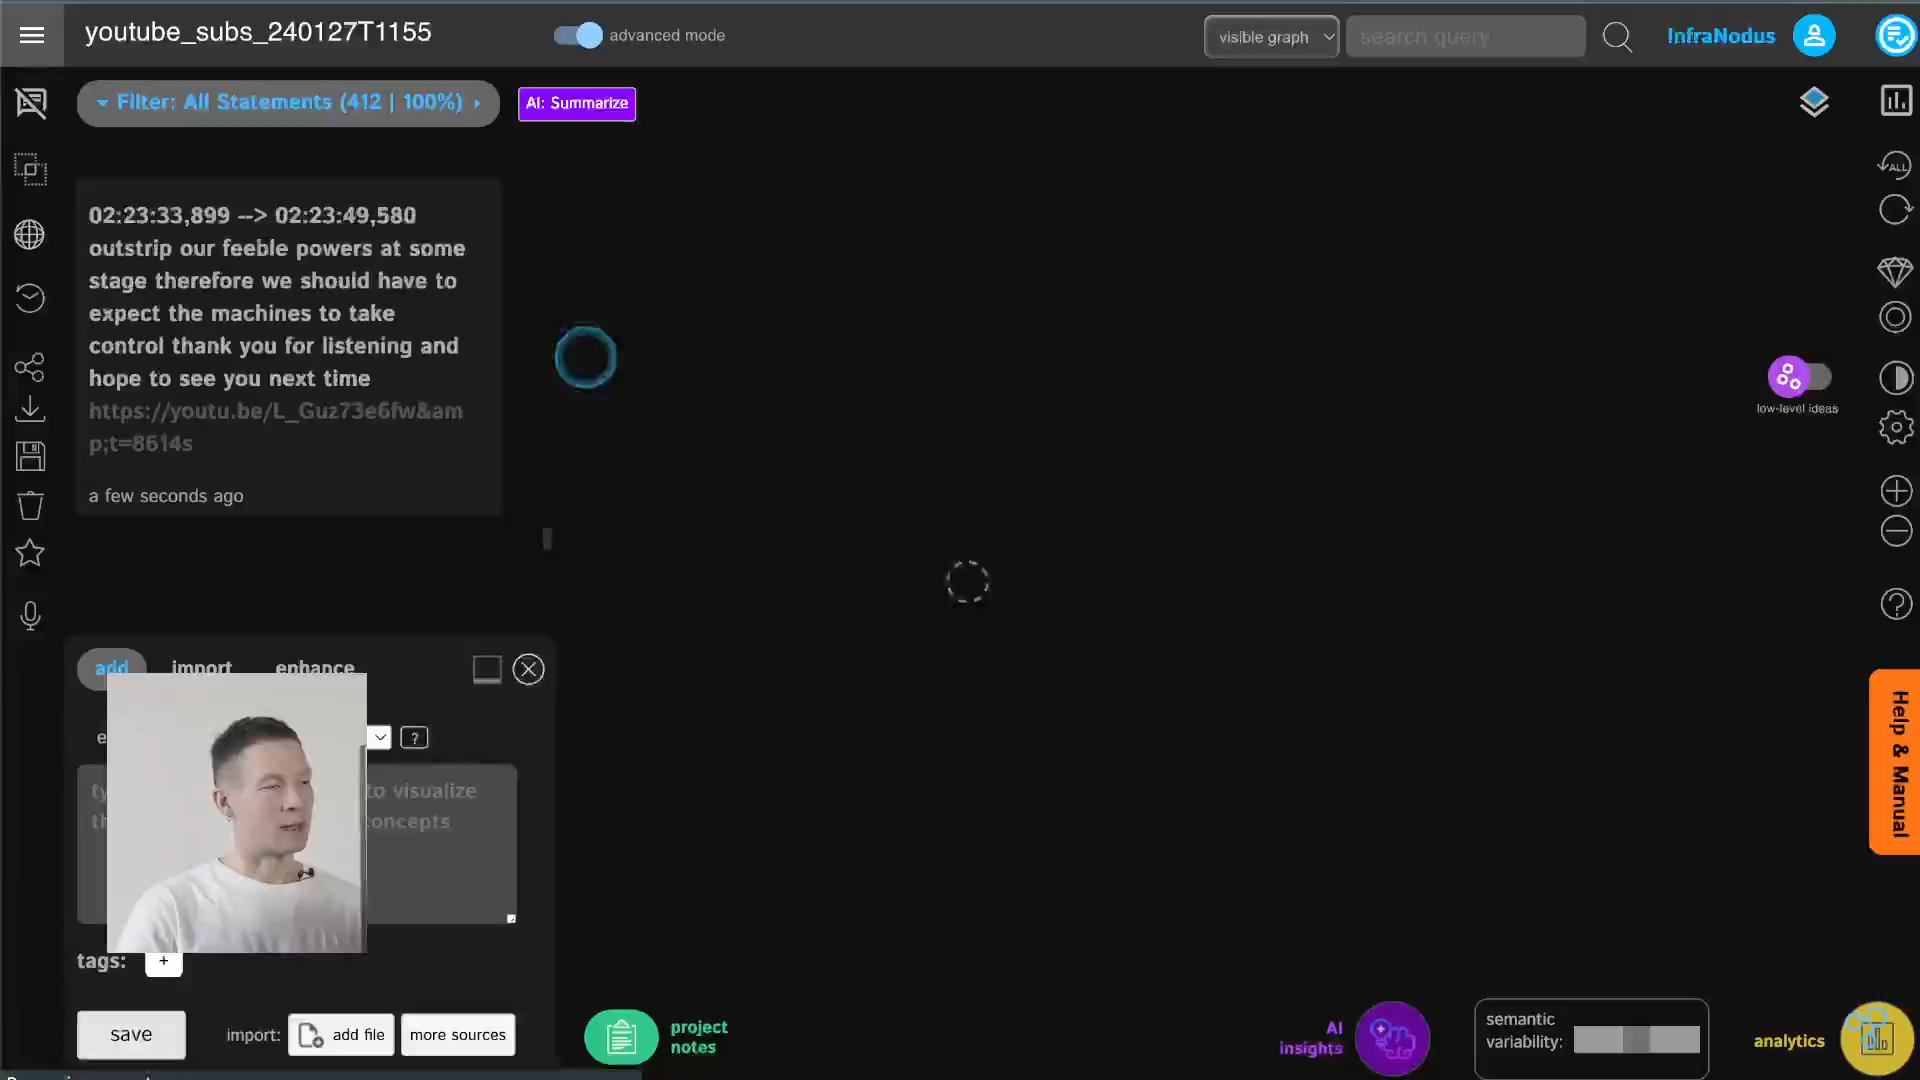 youtube_subs_240127T1155
advanced mode
visible graph
search query
InfraNodus
Filter: All Statements (412 | 100%)
AI: Summarize
ALL
02:23:33,899 --> 02:23:49,580
outstrip our feeble powers at some
stage therefore we should have to
expect the machines to take
control thank you for listening and
hope to see you next time
https://youtu.be/L_Guz73e6fw&am
p;t=8614s
a few seconds ago
low-level ideas
add import enhance
?
to visualize
concepts
tags: +
save import: add file more sources
project
notes
AI
insights
semantic
variability:
analytics
Help & Manual